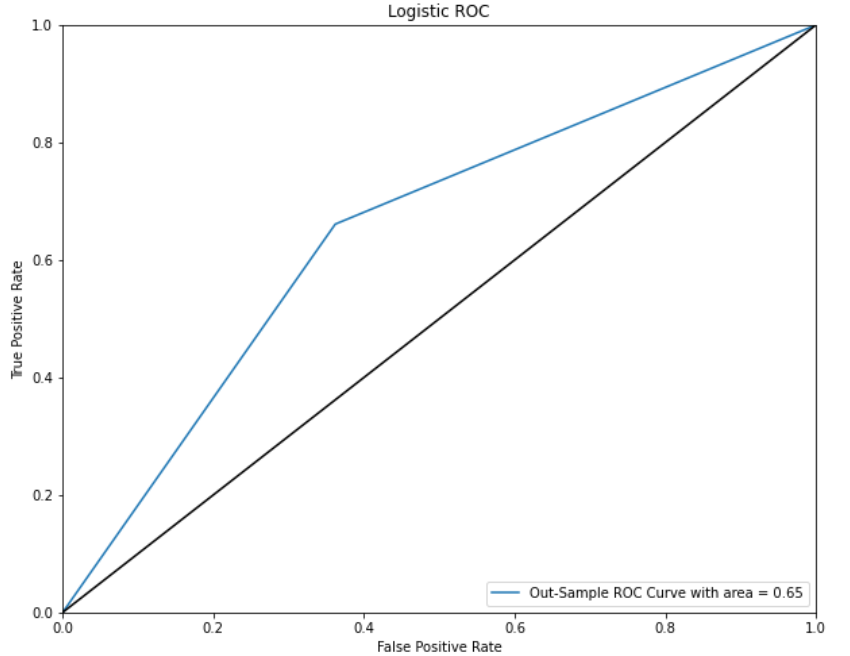 Logistic ROC
1.0
0.8
0.6
0.4
0.2
0.0
True Positive Rate
0.0 0.2 0.4 0.6 0.8 1.0
False Positive Rate
Out-Sample ROC Curve with area = 0.65